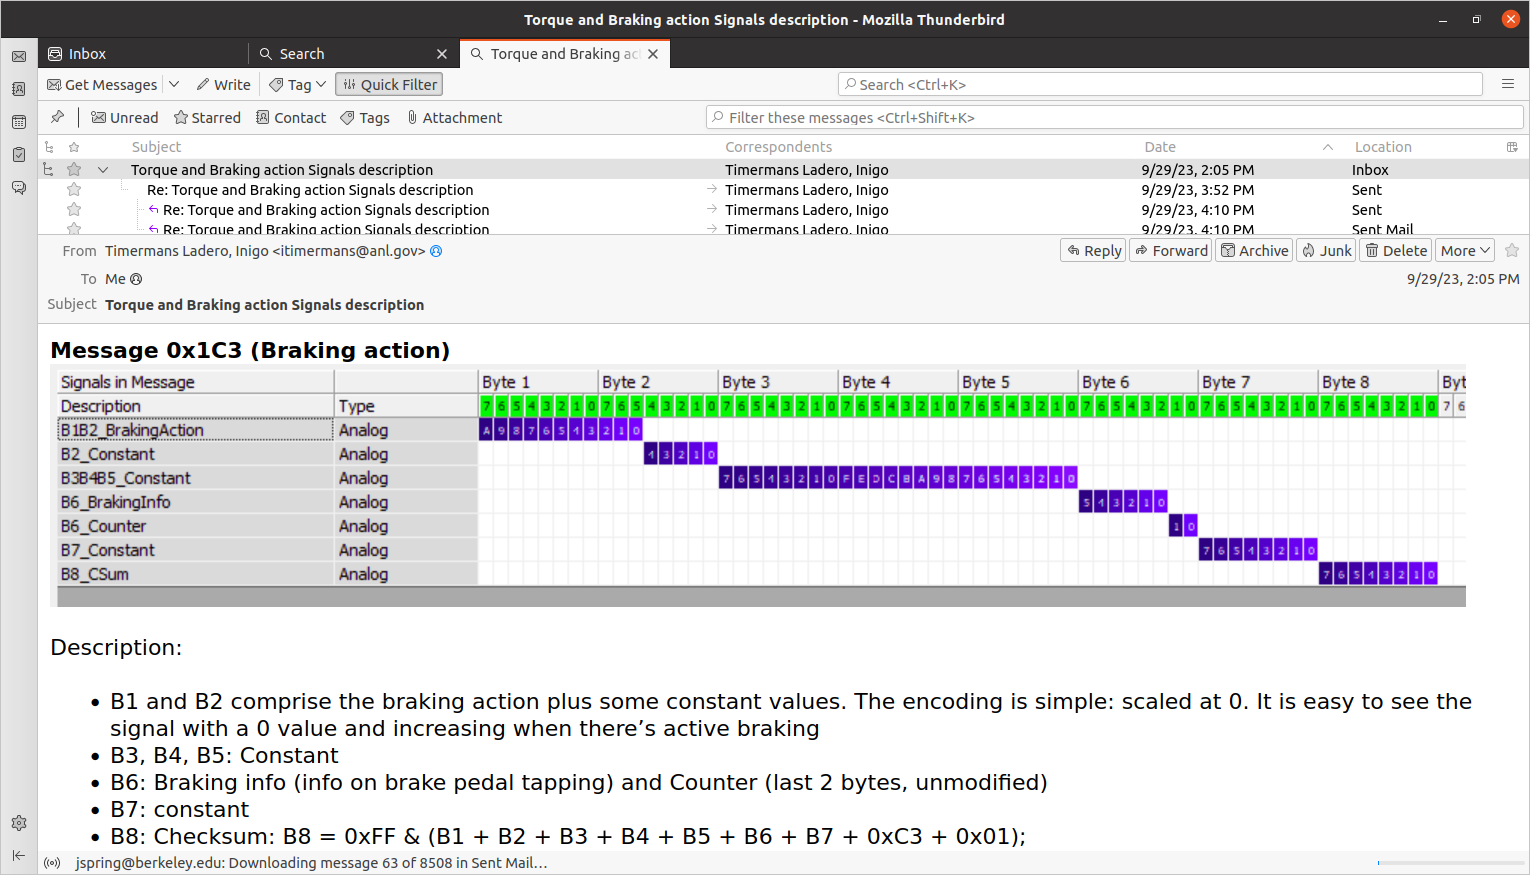 Torque and Braking action Signals description - Mozilla Thunderbird
Inbox Search Torque and Braking ac
Get Messages Write Tag Quick Filter Search <Ctrl+K>
Unread Starred Contact Tags Attachment Filter these messages <Ctrl+Shift+K>
Subject Correspondents Date Location
Torque and Braking action Signals description Timermans Ladero, Inigo 9/29/23, 2:05 PM Inbox
Re: Torque and Braking action Signals description Timermans Ladero, Inigo 9/29/23, 3:52 PM Sent
Re: Torque and Braking action Signals description Timermans Ladero, Inigo 9/29/23, 4:10 PM Sent
Re: Torque and Braking action Signals description Timermans Ladero, Inigo 9/29/23, 4:10 PM Sent Mail
From Timermans Ladero, Inigo <itimermans@anl.gov> Reply Forward Archive Junk Delete More
To Me 9/29/23, 2:05 PM
Subject Torque and Braking action Signals description
Message 0x1C3 (Braking action)
Signals in Message Byte 1 Byte 2 Byte 3 Byte 4 Byte 5 Byte 6 Byte 7 Byte 8 Byt
Description Type 7 6 5 4 3 2 1 0 7 6 5 4 3 2 1 0 7 6 5 4 3 2 1 0 7 6 5 4 3 2 1 0 7 6 5 4 3 2 1 0 7 6 5 4 3 2 1 0 7 6 5 4 3 2 1 0 7 6 5 4 3 2 1 0 7 6
B1B2_BrakingAction Analog A 9 8 7 6 5 4 3 2 1 0
B2_Constant Analog 4 3 2 1 0
B3B4B5_Constant Analog 7 6 5 4 3 2 1 0 F E D C B A 9 8 7 6 5 4 3 2 1 0
B6_BrakingInfo Analog 5 4 3 2 1 0
B6_Counter Analog 1 0
B7_Constant Analog 7 6 5 4 3 2 1 0
B8_CSum Analog 7 6 5 4 3 2 1 0
Description:
• B1 and B2 comprise the braking action plus some constant values. The encoding is simple: scaled at 0. It is easy to see the
signal with a 0 value and increasing when there’s active braking
• B3, B4, B5: Constant
• B6: Braking info (info on brake pedal tapping) and Counter (last 2 bytes, unmodified)
• B7: constant
• B8: Checksum: B8 = 0xFF & (B1 + B2 + B3 + B4 + B5 + B6 + B7 + 0xC3 + 0x01);
jspring@berkeley.edu: Downloading message 63 of 8508 in Sent Mail…